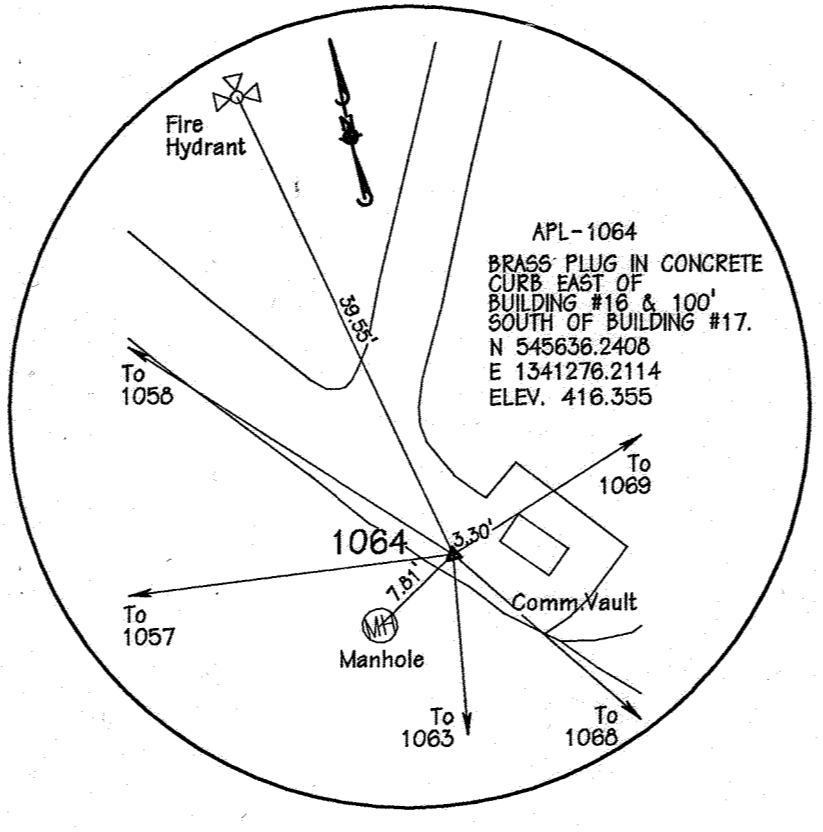 Fire
Hydrant
N
39.55'
APL-1064
BRASS PLUG IN CONCRETE
CURB EAST OF
BUILDING #16 & 100'
SOUTH OF BUILDING #17.
N 545636.2408
E 1341276.2114
ELEV. 416.355
To
1058
To
1069
1064
3.30'
7.81'
To
1057
MH
Manhole
Comm.Vault
To
1063
To
1068